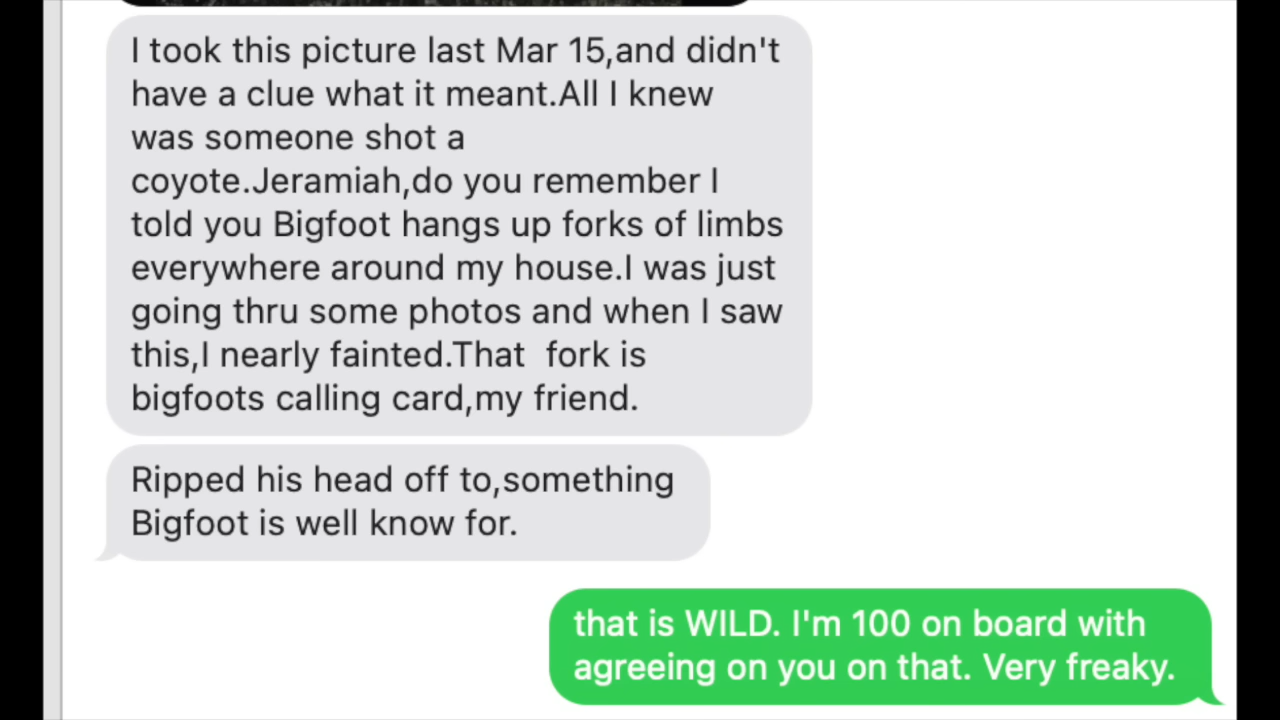 I took this picture last Mar 15,and didn't
have a clue what it meant.All I knew
was someone shot a
coyote.Jeramiah,do you remember I
told you Bigfoot hangs up forks of limbs
everywhere around my house.I was just
going thru some photos and when I saw
this,I nearly fainted.That  fork is
bigfoots calling card,my friend.
Ripped his head off to,something
Bigfoot is well know for.
that is WILD. I'm 100 on board with
agreeing on you on that. Very freaky.